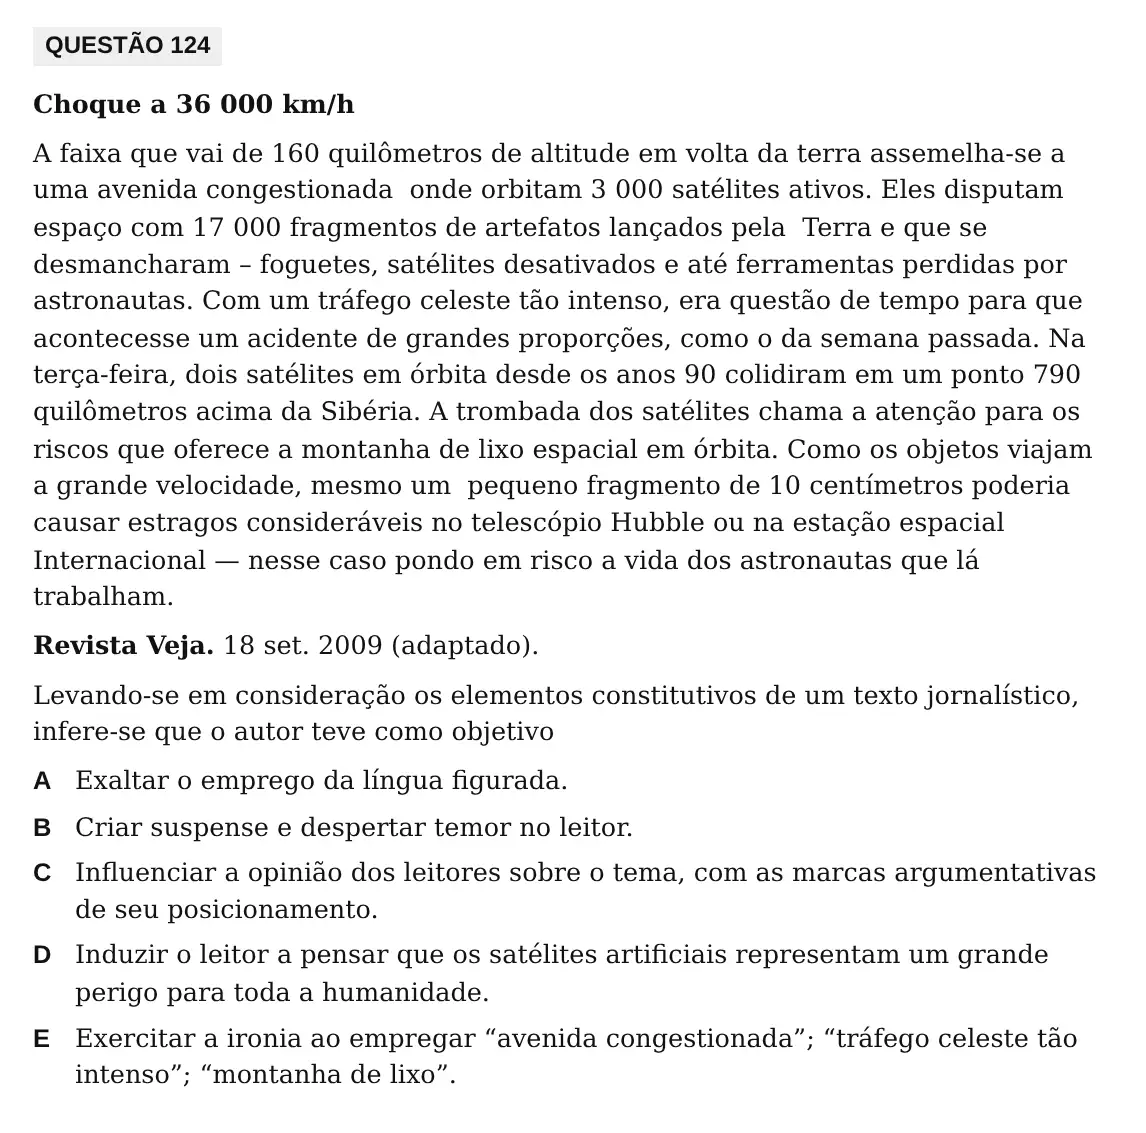 QUESTÃO 124
Choque a 36 000 km/h
A faixa que vai de 160 quilômetros de altitude em volta da terra assemelha-se a
uma avenida congestionada  onde orbitam 3 000 satélites ativos. Eles disputam
espaço com 17 000 fragmentos de artefatos lançados pela  Terra e que se
desmancharam – foguetes, satélites desativados e até ferramentas perdidas por
astronautas. Com um tráfego celeste tão intenso, era questão de tempo para que
acontecesse um acidente de grandes proporções, como o da semana passada. Na
terça-feira, dois satélites em órbita desde os anos 90 colidiram em um ponto 790
quilômetros acima da Sibéria. A trombada dos satélites chama a atenção para os
riscos que oferece a montanha de lixo espacial em órbita. Como os objetos viajam
a grande velocidade, mesmo um  pequeno fragmento de 10 centímetros poderia
causar estragos consideráveis no telescópio Hubble ou na estação espacial
Internacional — nesse caso pondo em risco a vida dos astronautas que lá
trabalham.
Revista Veja. 18 set. 2009 (adaptado).
Levando-se em consideração os elementos constitutivos de um texto jornalístico,
infere-se que o autor teve como objetivo
A Exaltar o emprego da língua figurada.
B Criar suspense e despertar temor no leitor.
C Influenciar a opinião dos leitores sobre o tema, com as marcas argumentativas
de seu posicionamento.
D Induzir o leitor a pensar que os satélites artificiais representam um grande
perigo para toda a humanidade.
E Exercitar a ironia ao empregar “avenida congestionada”; “tráfego celeste tão
intenso”; “montanha de lixo”.